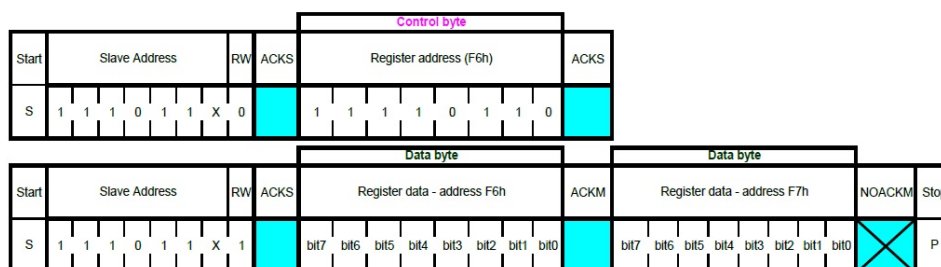 Control byte
Start Slave Address RW ACKS Register address (F6h) ACKS
S 1 1 1 0 1 1 X 0 1 1 1 1 0 1 1 0
Data byte Data byte
Start Slave Address RW ACKS Register data - address F6h ACKM Register data - address F7h NOACKM Stop
S 1 1 1 0 1 1 X 1 bit7 bit6 bit5 bit4 bit3 bit2 bit1 bit0 bit7 bit6 bit5 bit4 bit3 bit2 bit1 bit0 P